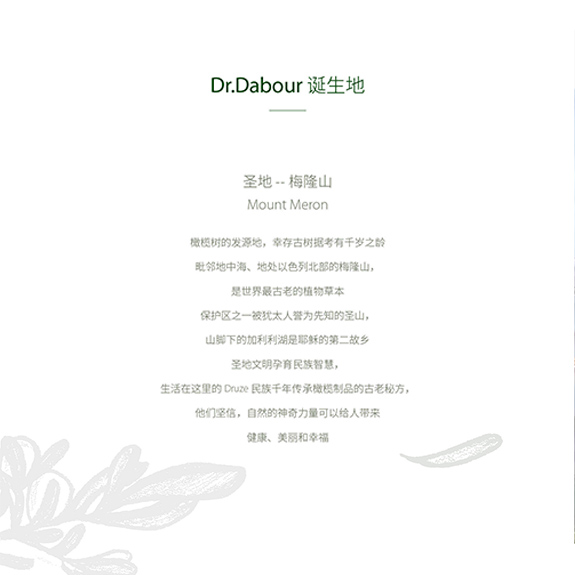 Dr.Dabour 诞生地
圣地 -- 梅隆山
Mount Meron
橄榄树的发源地，幸存古树据考有千岁之龄
毗邻地中海、地处以色列北部的梅隆山，
是世界最古老的植物草本
保护区之一被犹太人誉为先知的圣山，
山脚下的加利利湖是耶稣的第二故乡
圣地文明孕育民族智慧，
生活在这里的 Druze 民族千年传承橄榄制品的古老秘方，
他们坚信，自然的神奇力量可以给人带来
健康、美丽和幸福